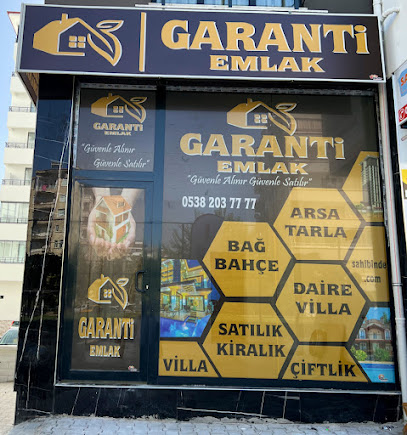 GARANTi
EMLAK
GARANTi
EMLAK
"Güvenle Alınır
Güvenle Satılır"
GARANTi
EMLAK
"Güvenle Alınır Güvenle Satılır"
0538 203 77 77
ARSA
TARLA
BAĞ
BAHÇE
sahibinde
.com
DAİRE
VİLLA
SATILIK
KİRALIK
VİLLA
ÇİFTLİK
GARANTi
EMLAK